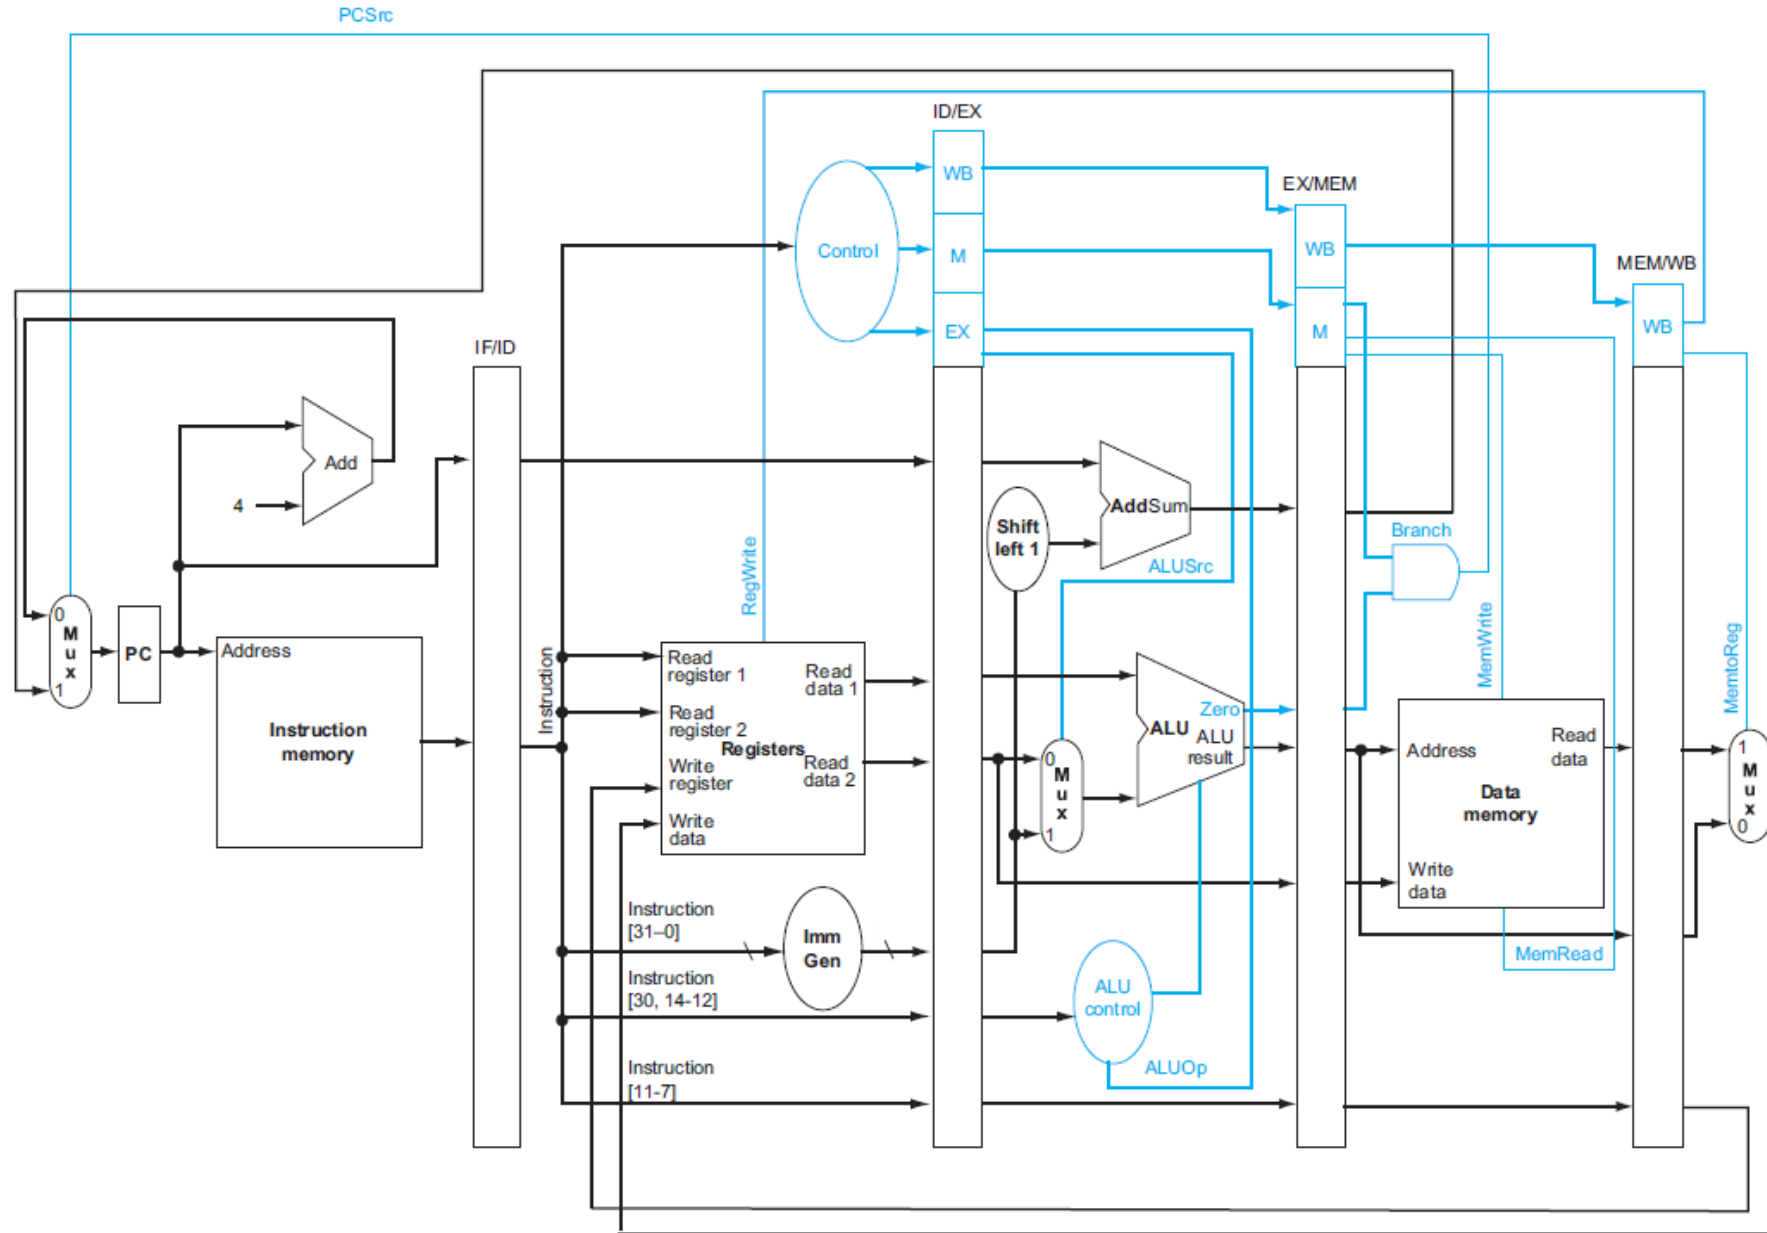 PCSrc
ID/EX
WB
EX/MEM
Control
M
WB
MEM/WB
EX
M
WB
IF/ID
Add
4
AddSum
Shift
left 1
Branch
ALUSrc
RegWrite
MemWrite
MemtoReg
0
M
u
x
1
PC
Address
Instruction
memory
Instruction
Read
register 1
Read
data 1
Read
register 2
Registers
Write
register
Read
data 2
Write
data
0
M
u
x
1
Zero
ALU
ALU
result
Address
Read
data
Data
memory
Write
data
1
M
u
x
0
Instruction
[31–0]
Imm
Gen
MemRead
Instruction
[30, 14-12]
ALU
control
Instruction
[11-7]
ALUOp